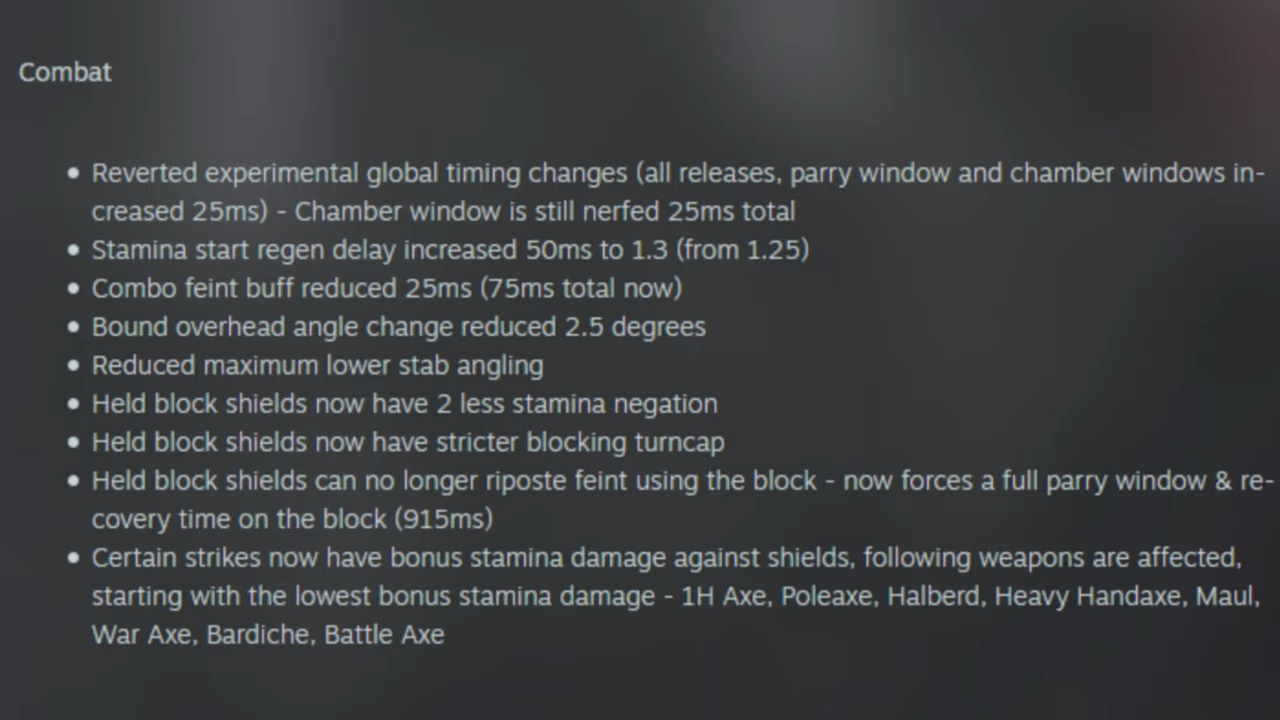 Combat
• Reverted experimental global timing changes (all releases, parry window and chamber windows in-
creased 25ms) - Chamber window is still nerfed 25ms total
• Stamina start regen delay increased 50ms to 1.3 (from 1.25)
• Combo feint buff reduced 25ms (75ms total now)
• Bound overhead angle change reduced 2.5 degrees
• Reduced maximum lower stab angling
• Held block shields now have 2 less stamina negation
• Held block shields now have stricter blocking turncap
• Held block shields can no longer riposte feint using the block - now forces a full parry window & re-
covery time on the block (915ms)
• Certain strikes now have bonus stamina damage against shields, following weapons are affected,
starting with the lowest bonus stamina damage - 1H Axe, Poleaxe, Halberd, Heavy Handaxe, Maul,
War Axe, Bardiche, Battle Axe